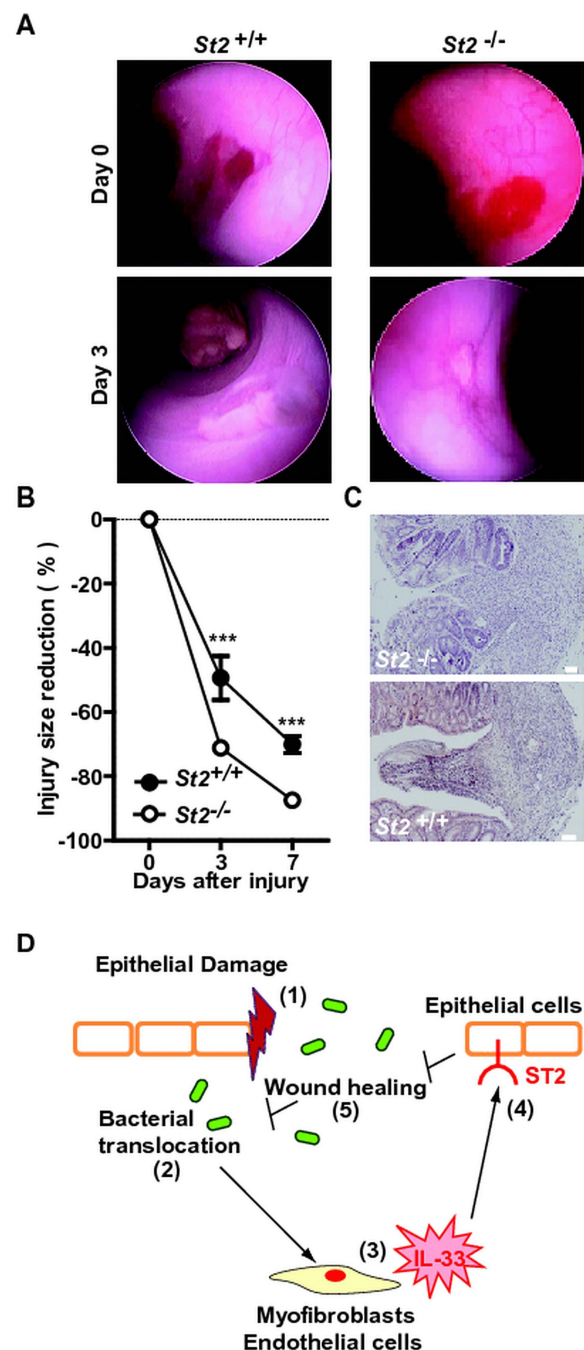 A
St2 +/+
St2 -/-
Day 0
Day 3
B
C
Injury size reduction ( % )
0
-20
-40
-60
-80
-100
***
***
St2+/+
St2-/-
0 3 7
Days after injury
St2 -/-
St2 +/+
D
Epithelial Damage
(1)
Epithelial cells
ST2
Wound healing
(5)
(4)
Bacterial
translocation
(2)
(3)
IL-33
Myofibroblasts
Endothelial cells